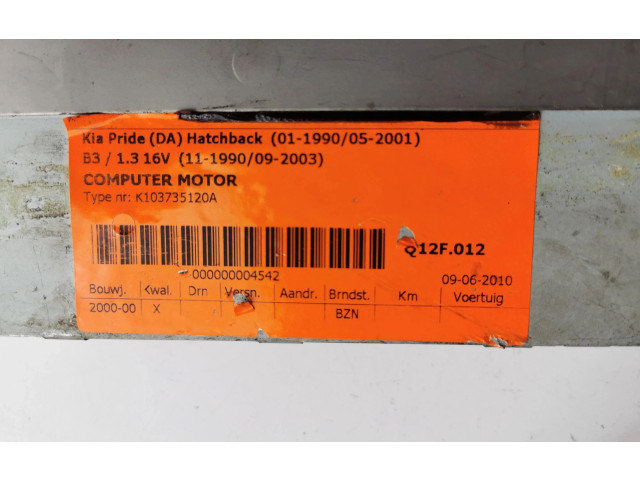 Kia Pride (DA) Hatchback (01-1990/05-2001)
B3 / 1.3 16V (11-1990/09-2003)
COMPUTER MOTOR
Type nr: K103735120A
Q12F.012
000000004542
09-06-2010
Bouwj. Kwal. Drn Versn. Aandr. Brndst. Km Voertuig
2000-00 X BZN